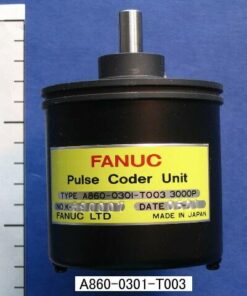 FANUC
Pulse Coder Unit
TYPE A860-0301-T003 3000P
NO.
DATE
FANUC LTD MADE IN JAPAN
A860-0301-T003